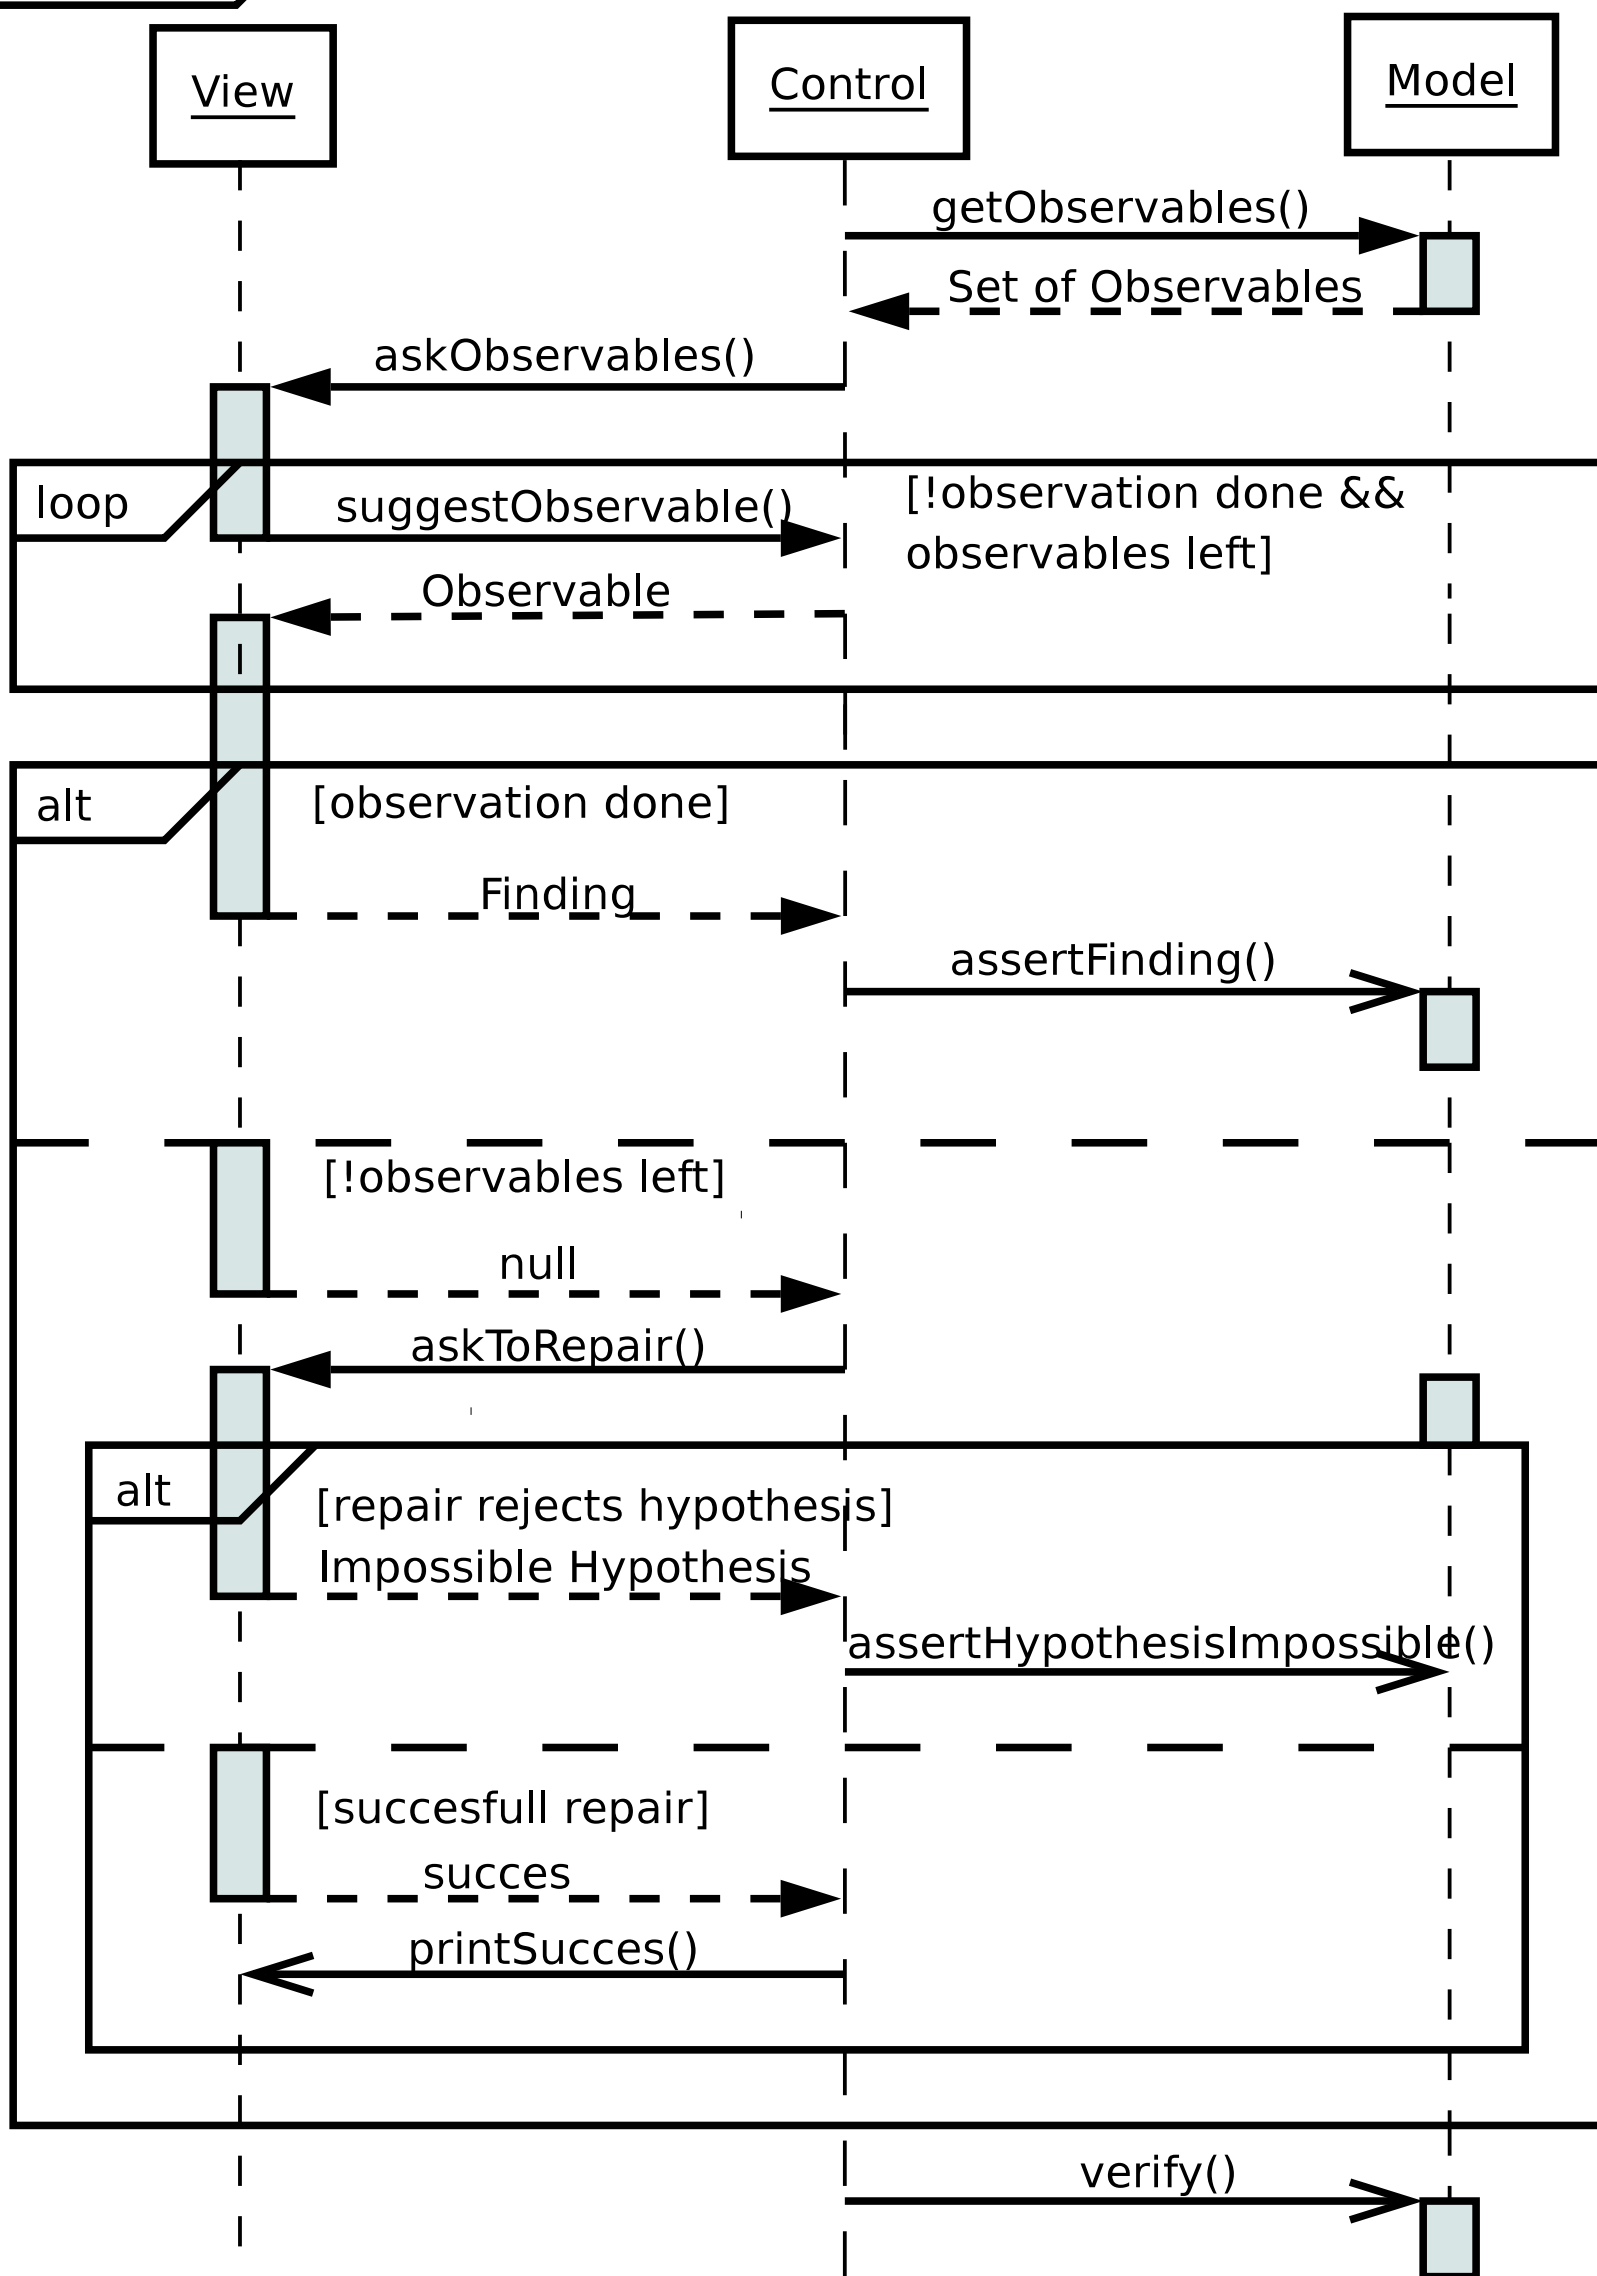 View
Control
Model
getObservables()
Set of Observables
askObservables()
loop
suggestObservable()
[!observation done &&
observables left]
Observable
alt
[observation done]
Finding
assertFinding()
[!observables left]
null
askToRepair()
alt
[repair rejects hypothesis]
Impossible Hypothesis
assertHypothesisImpossible()
[succesfull repair]
succes
printSucces()
verify()